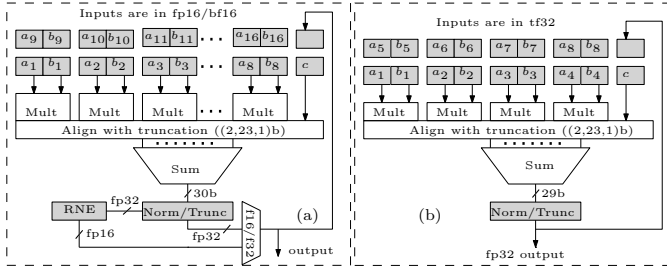 Inputs are in fp16/bf16
a9 b9 a10 b10 a11 b11 ... a16 b16
a1 b1 a2 b2 a3 b3 a8 b8 c
Mult Mult Mult ... Mult
Align with truncation ((2,23,1)b)
Sum
30b
RNE fp32 Norm/Trunc (a)
fp32
fp16
f16/f32
output
Inputs are in tf32
a5 b5 a6 b6 a7 b7 a8 b8
a1 b1 a2 b2 a3 b3 a4 b4 c
Mult Mult Mult Mult
Align with truncation ((2,23,1)b)
Sum
29b
(b) Norm/Trunc
fp32 output